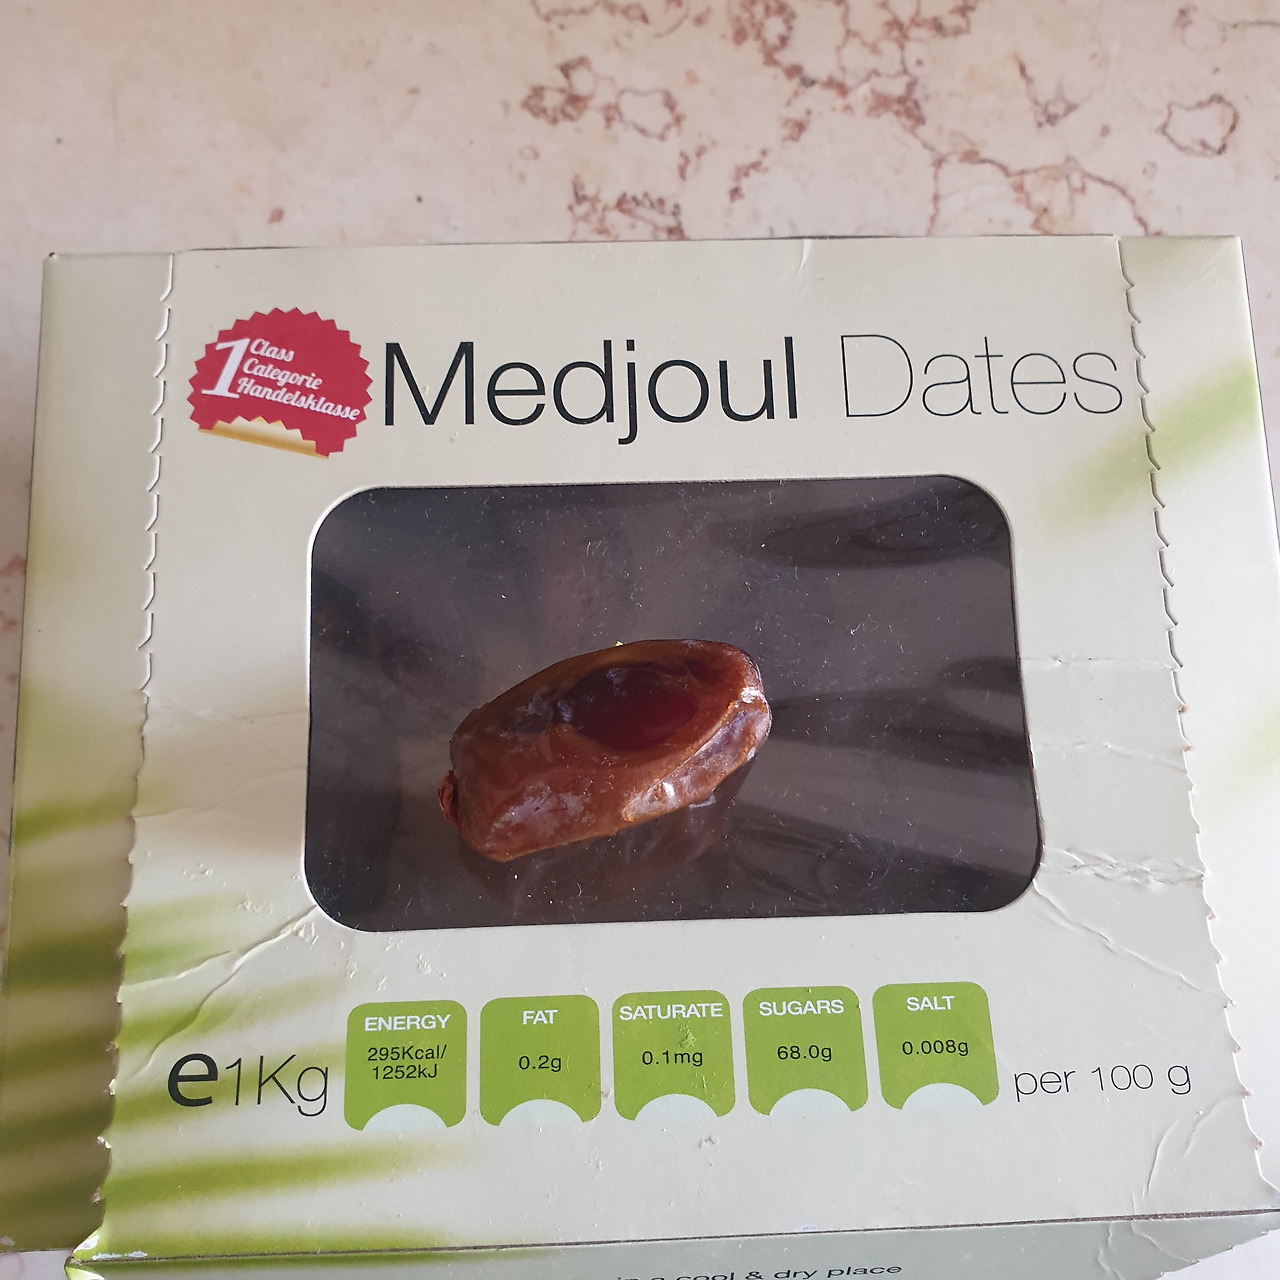 1 Class
Categorie
Handelsklasse
Medjoul Dates
e1Kg
ENERGY
295Kcal/
1252kJ
FAT
0.2g
SATURATE
0.1mg
SUGARS
68.0g
SALT
0.008g
per 100 g
cool & dry place